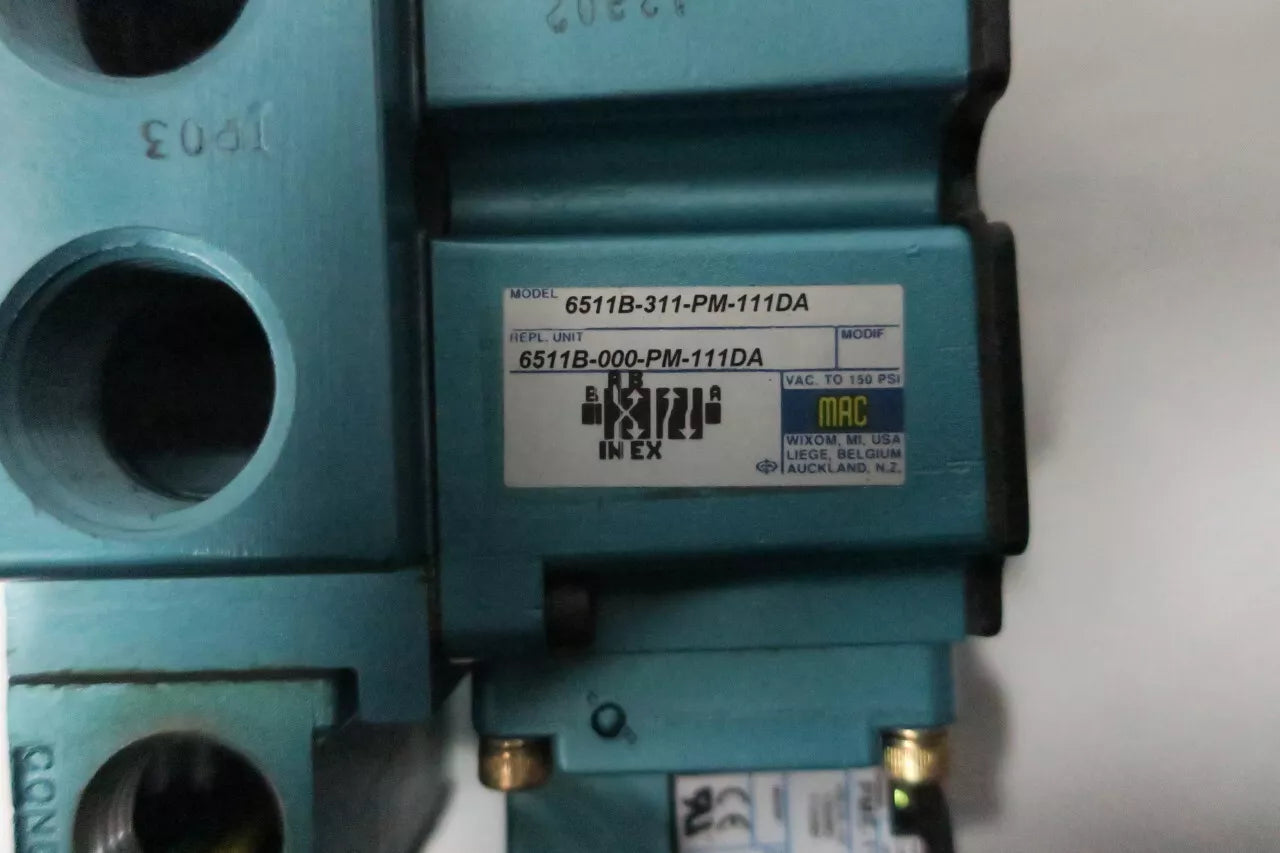 MODEL 6511B-311-PM-111DA
REPL. UNIT
MODIF
6511B-000-PM-111DA
VAC. TO 150 PSI
A B
B A
IN EX
MAC
WIXOM, MI. USA
LIEGE, BELGIUM
AUCKLAND, N.Z.
CE